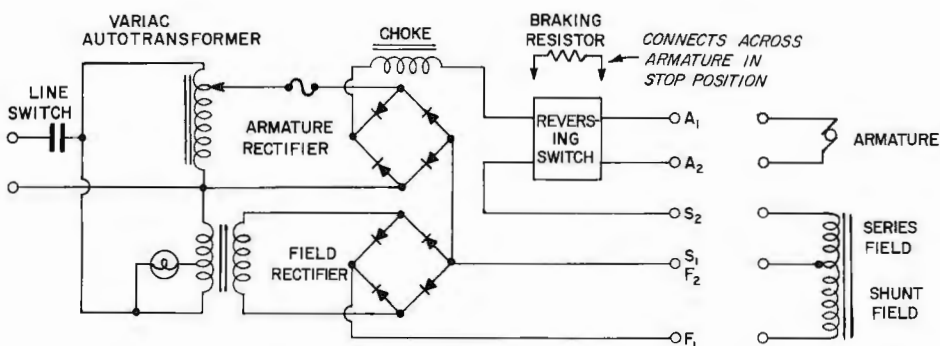 VARIAC
AUTOTRANSFORMER
CHOKE
BRAKING
RESISTOR
CONNECTS ACROSS
ARMATURE IN
STOP POSITION
LINE
SWITCH
ARMATURE
RECTIFIER
REVERS-
ING
SWITCH
A1
A2
ARMATURE
S2
SERIES
FIELD
FIELD
RECTIFIER
S1
F2
SHUNT
FIELD
F1